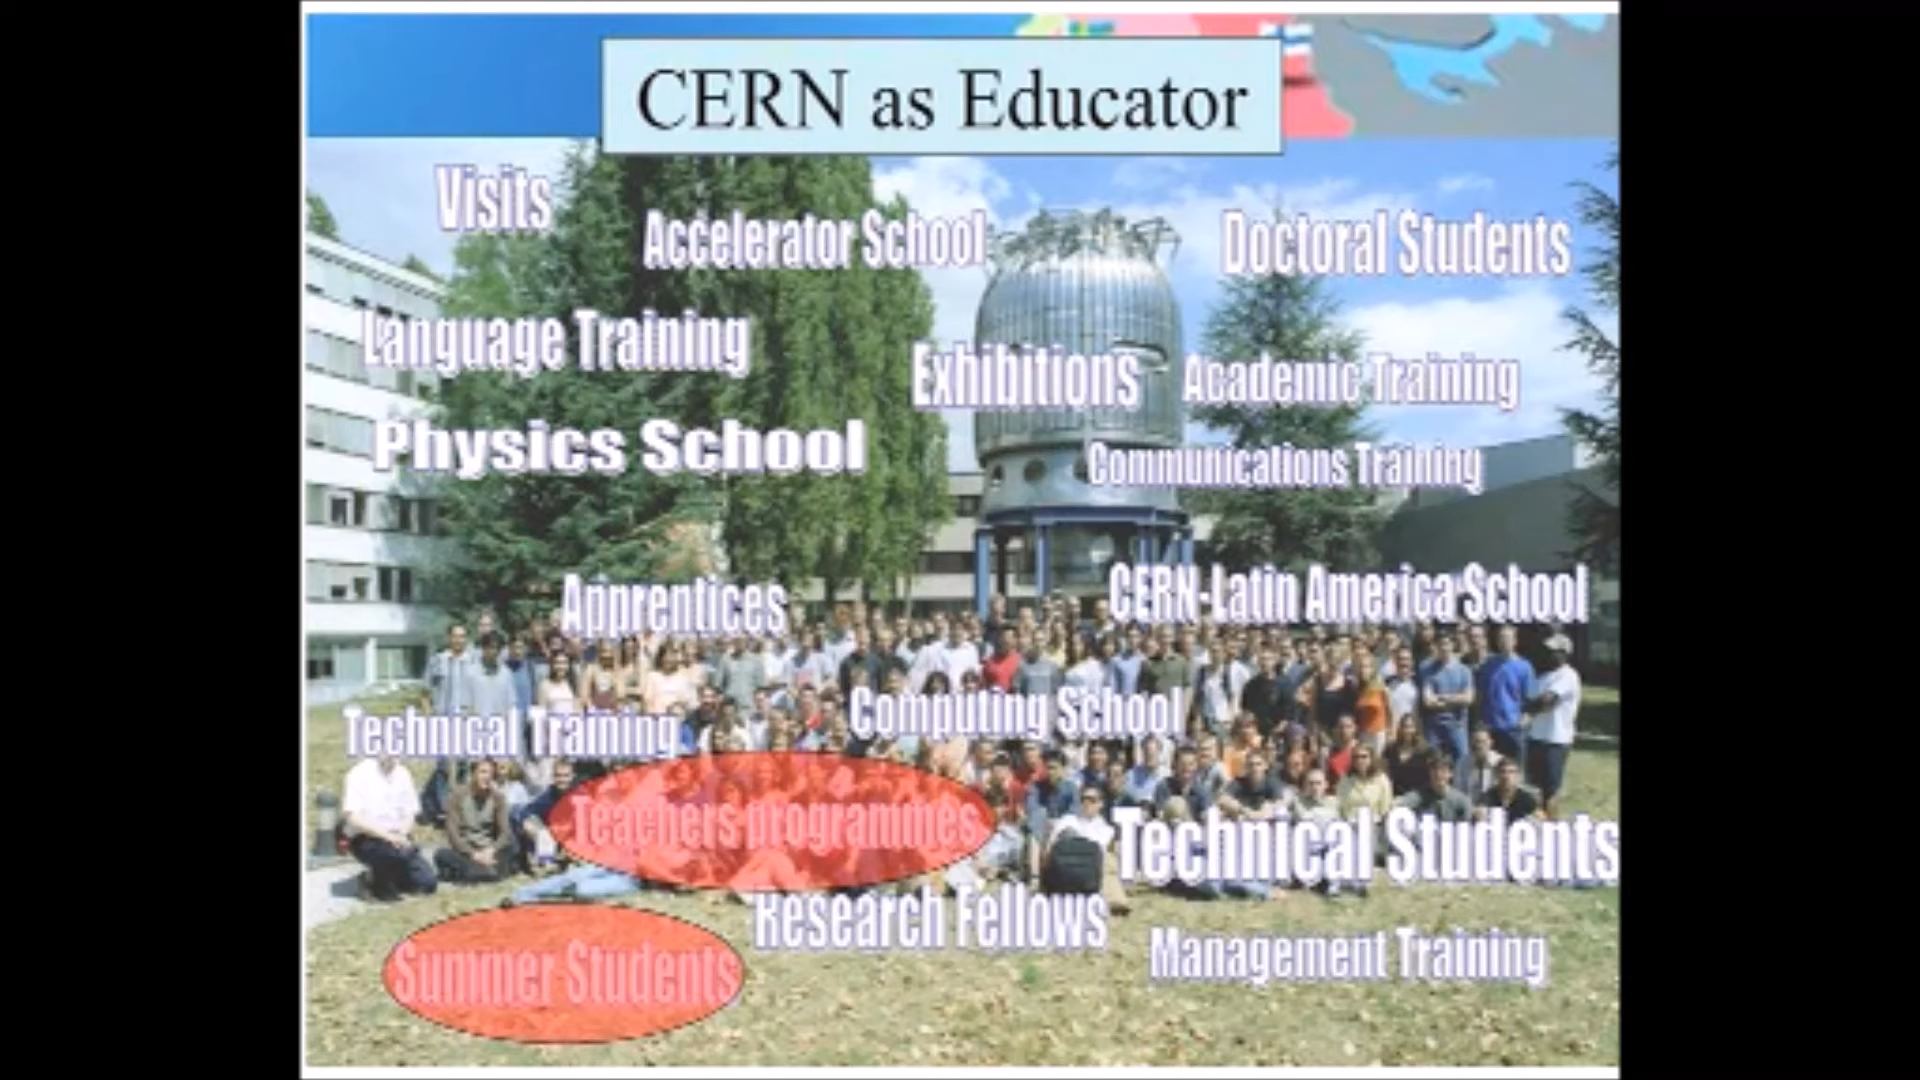 CERN as Educator
Visits
Accelerator School
Doctoral Students
Language Training
Exhibitions
Academic Training
Physics School
Communications Training
Apprentices
CERN-Latin America School
Technical Training
Computing School
Teachers programmes
Technical Students
Research Fellows
Summer Students
Management Training